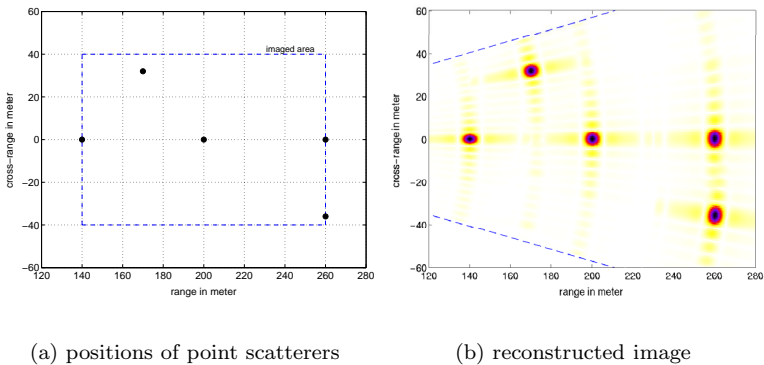 60
40
20
0
−20
−40
−60
120 140 160 180 200 220 240 260 280
cross−range in meter
range in meter
imaged area
60
40
20
0
−20
−40
−60
120 140 160 180 200 220 240 260 280
cross−range in meter
range in meter
(a) positions of point scatterers
(b) reconstructed image